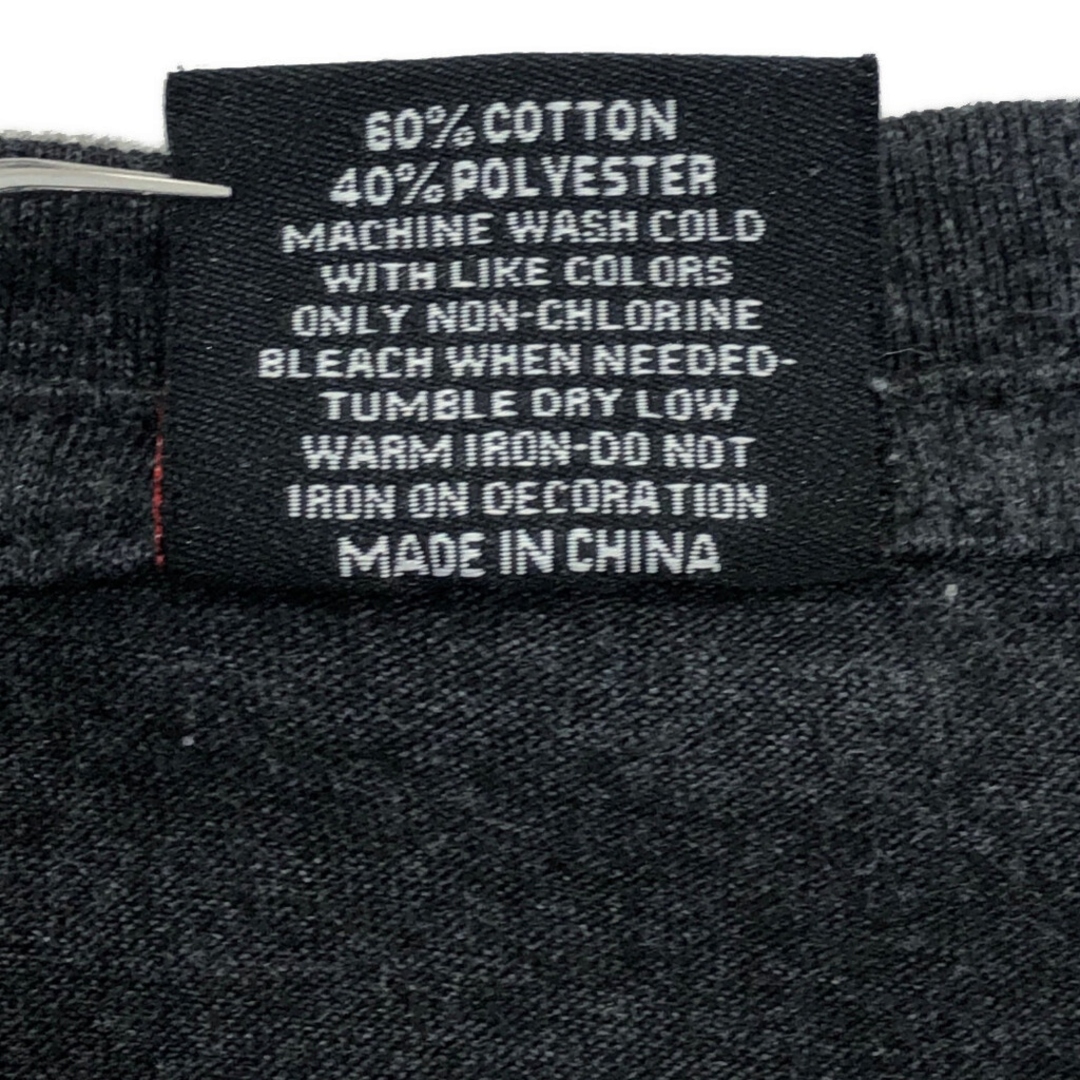 60% COTTON
40% POLYESTER
MACHINE WASH COLD
WITH LIKE COLORS
ONLY NON-CHLORINE
BLEACH WHEN NEEDED-
TUMBLE DRY LOW
WARM IRON-DO NOT
IRON ON DECORATION
MADE IN CHINA